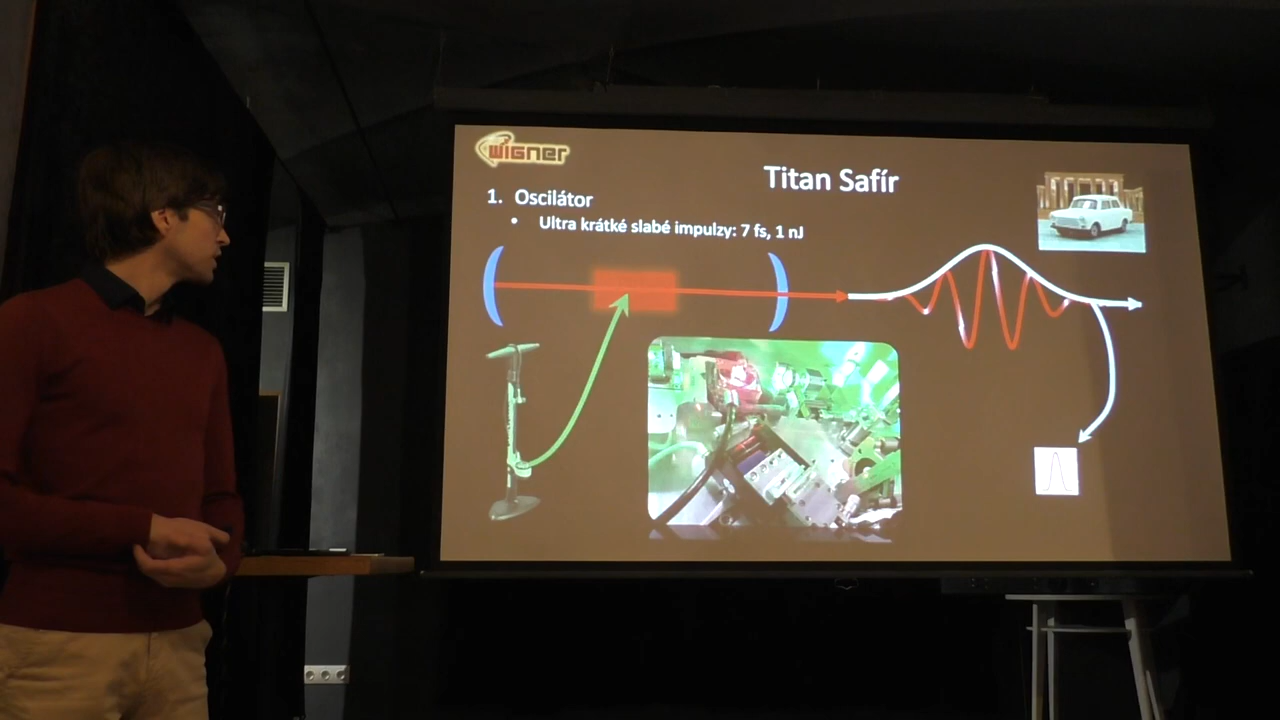 wigner
Titan Safír
1. Oscilátor
• Ultra krátké slabé impulzy: 7 fs, 1 nJ